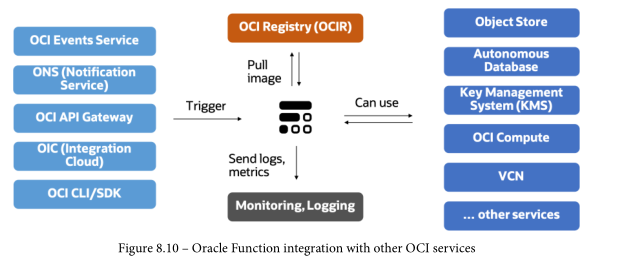 OCI Events Service
ONS (Notification
Service)
OCI API Gateway
OIC (Integration
Cloud)
OCI CLI/SDK
Trigger
OCI Registry (OCIR)
Pull
image
Send logs,
metrics
Monitoring, Logging
Can use
Object Store
Autonomous
Database
Key Management
System (KMS)
OCI Compute
VCN
... other services
Figure 8.10 – Oracle Function integration with other OCI services